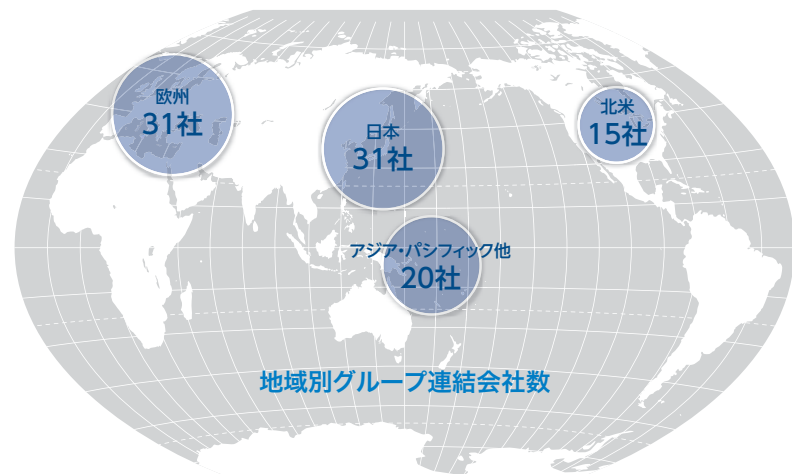 欧州
31社
日本
31社
北米
15社
アジア・パシフィック他
20社
地域別グループ連結会社数